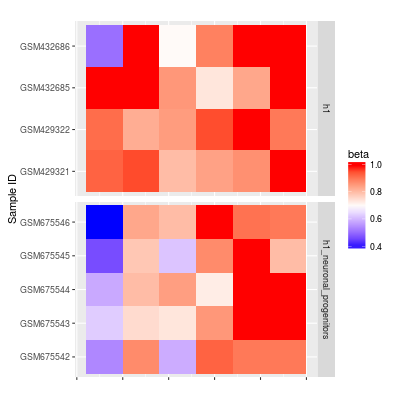 GSM432686
GSM432685
GSM429322
GSM429321
h1
GSM675546
GSM675545
GSM675544
GSM675543
GSM675542
h1_neuronal_progenitors
Sample ID
beta
1.0
0.8
0.6
0.4